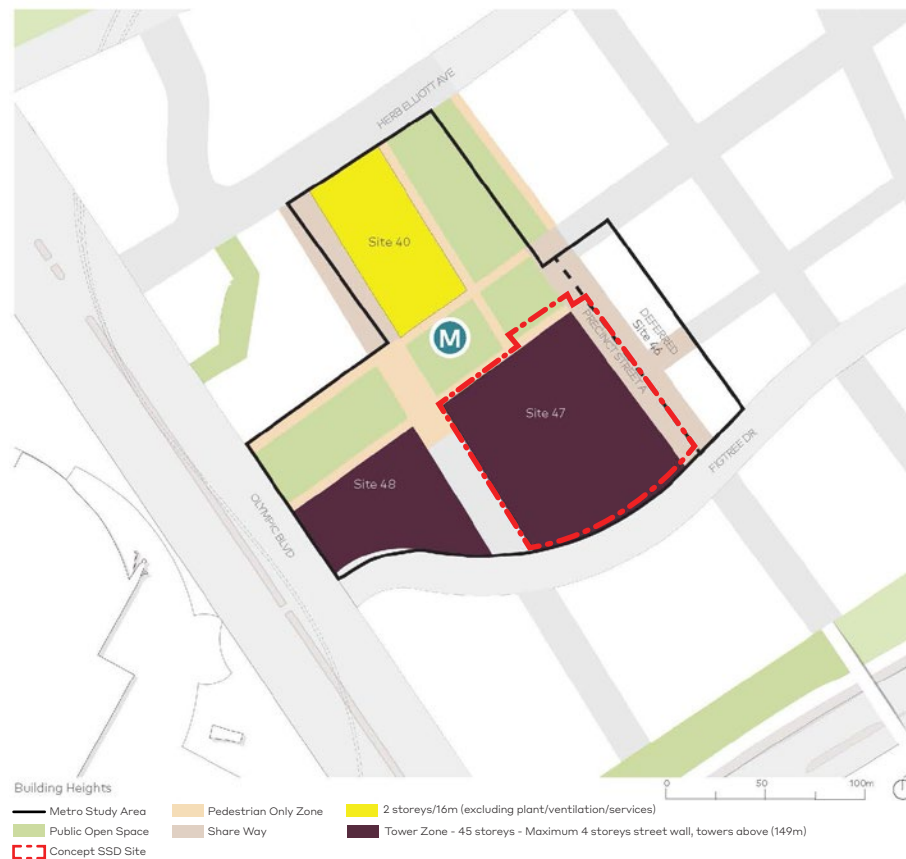 HERB ELLIOTT AVE
Site 40
M
DEFERRED
Site 46
PRECINCT STREET A
Site 47
FIGTREE DR
Site 48
OLYMPIC BLVD
Building Heights
0 50 100m
Metro Study Area
Pedestrian Only Zone
2 storeys/16m (excluding plant/ventilation/services)
Public Open Space
Share Way
Tower Zone - 45 storeys - Maximum 4 storeys street wall, towers above (149m)
Concept SSD Site